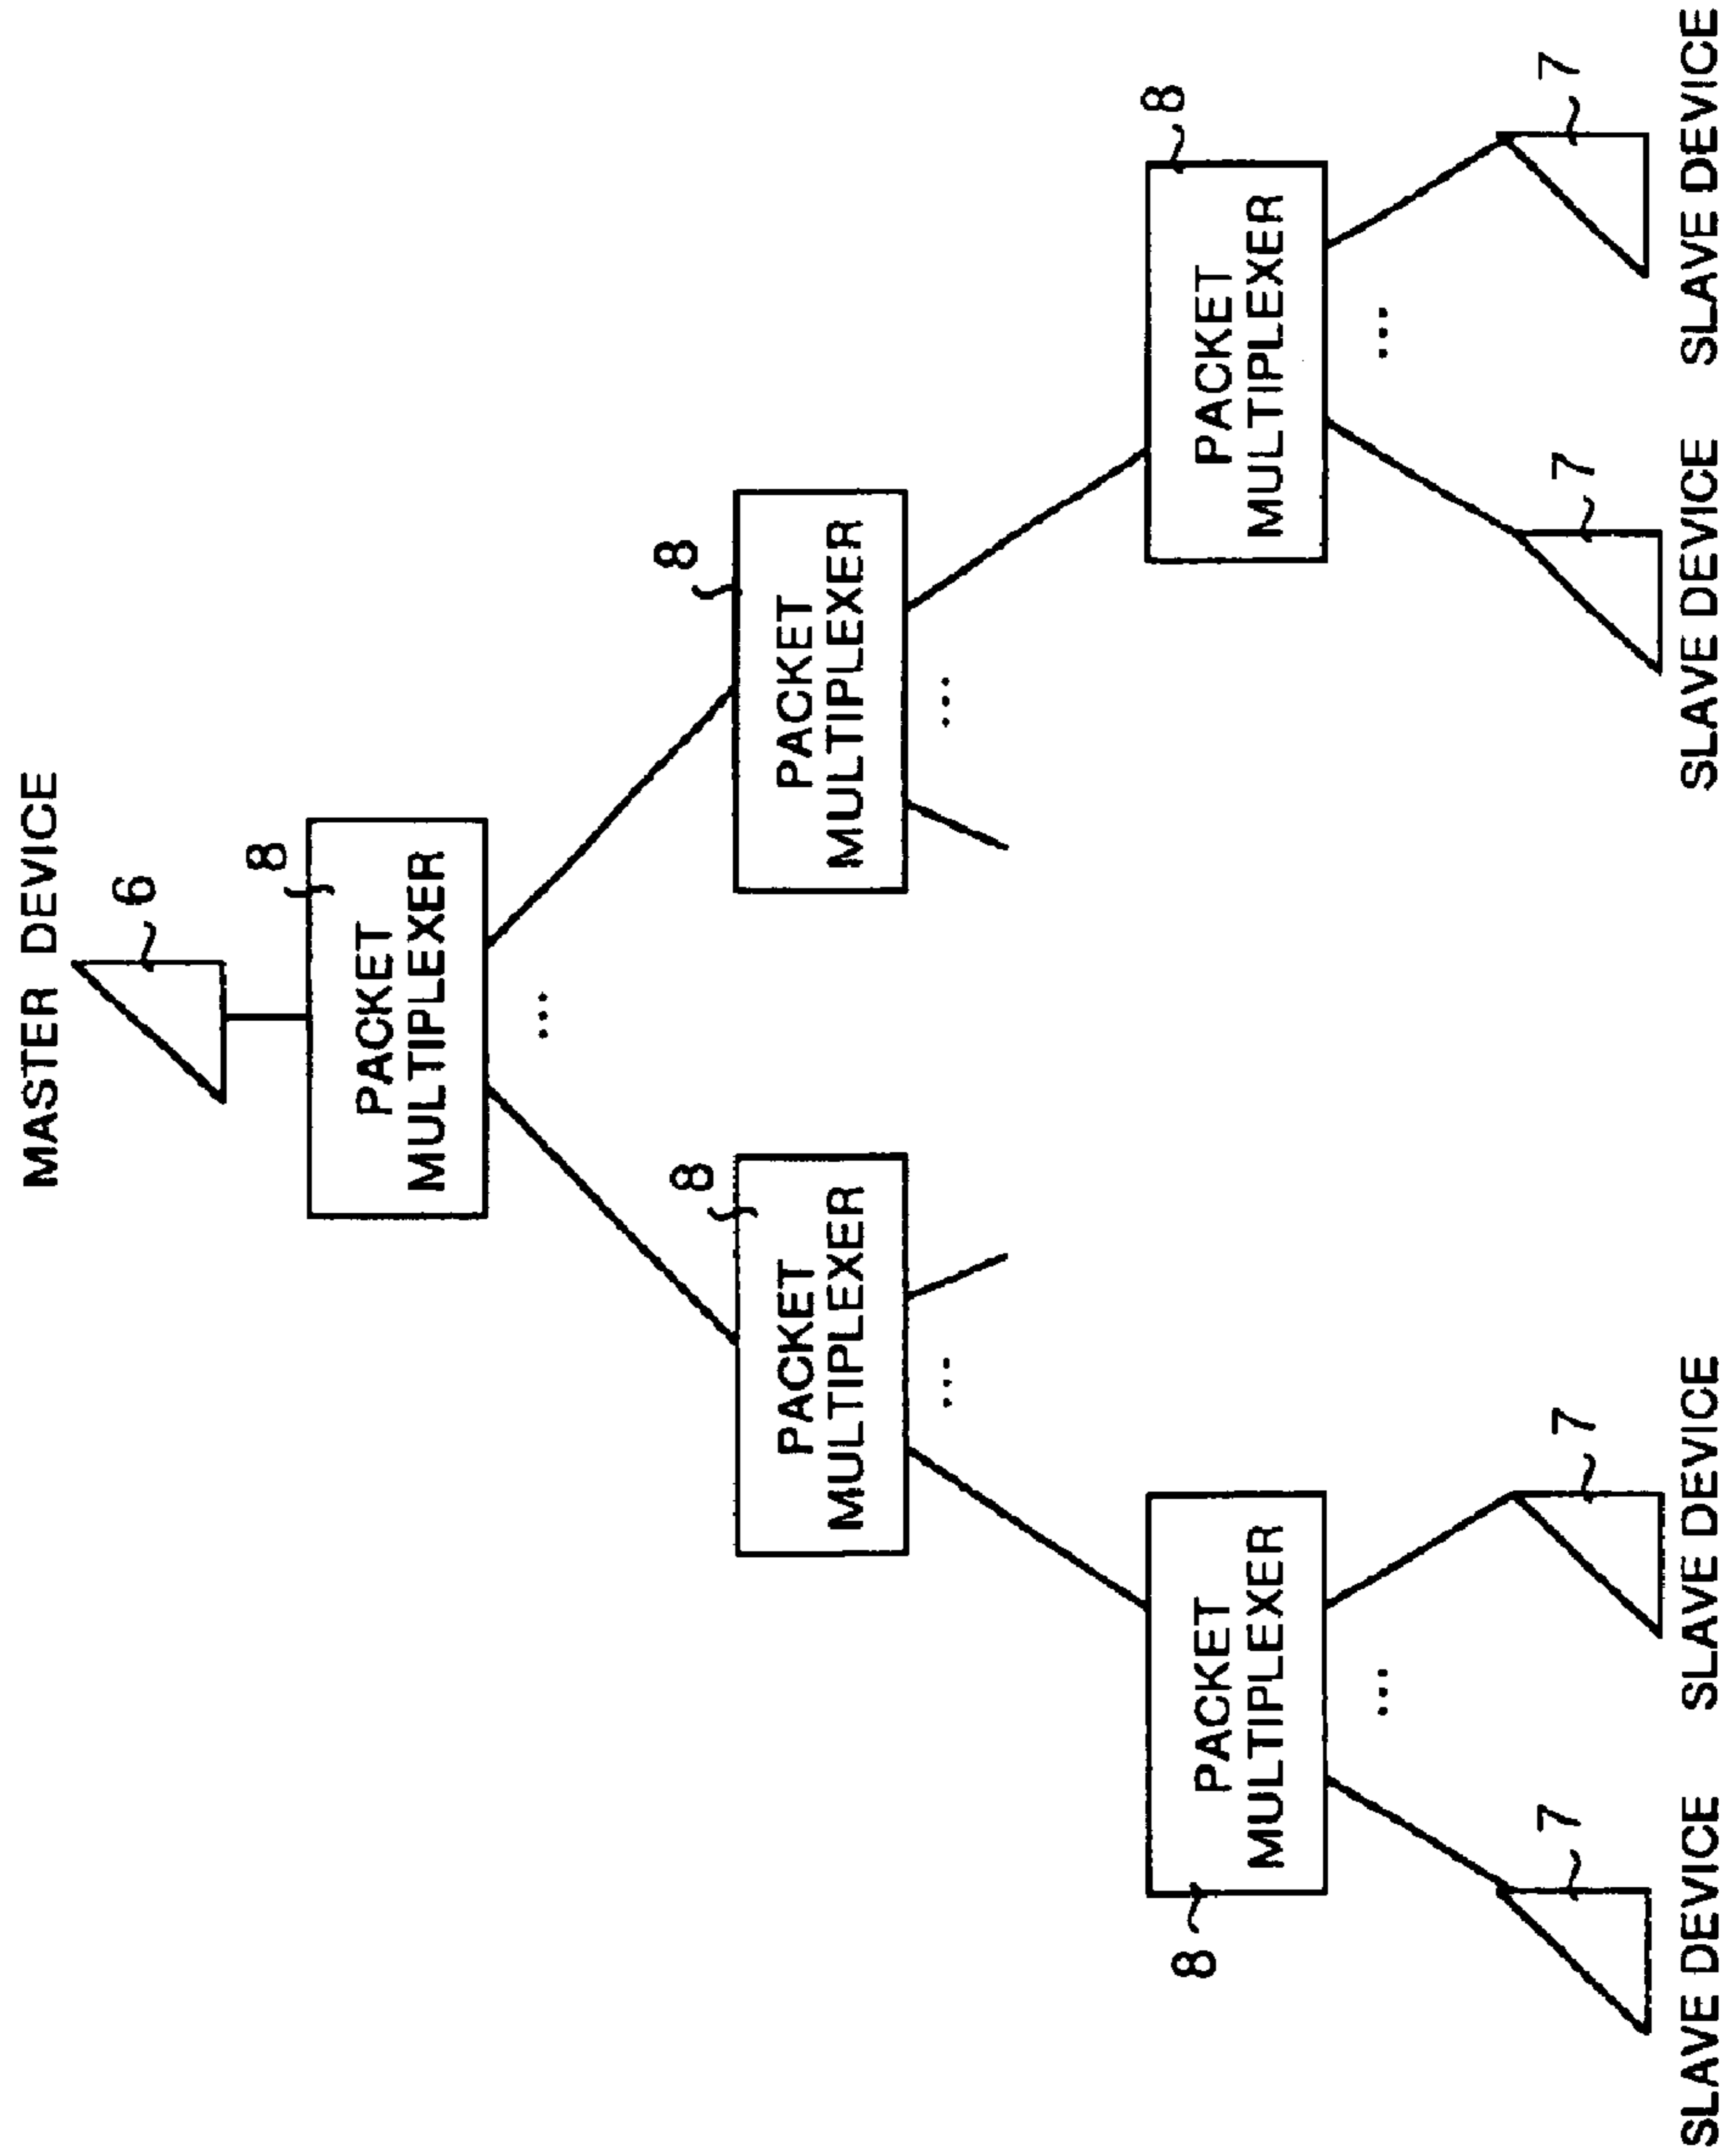 MASTER DEVICE
6
8
PACKET
MULTIPLEXER
8
PACKET
MULTIPLEXER
8
PACKET
MULTIPLEXER
8
PACKET
MULTIPLEXER
...
8
PACKET
MULTIPLEXER
...
...
...
...
7
SLAVE DEVICE
7
SLAVE DEVICE
7
SLAVE DEVICE
7
SLAVE DEVICE